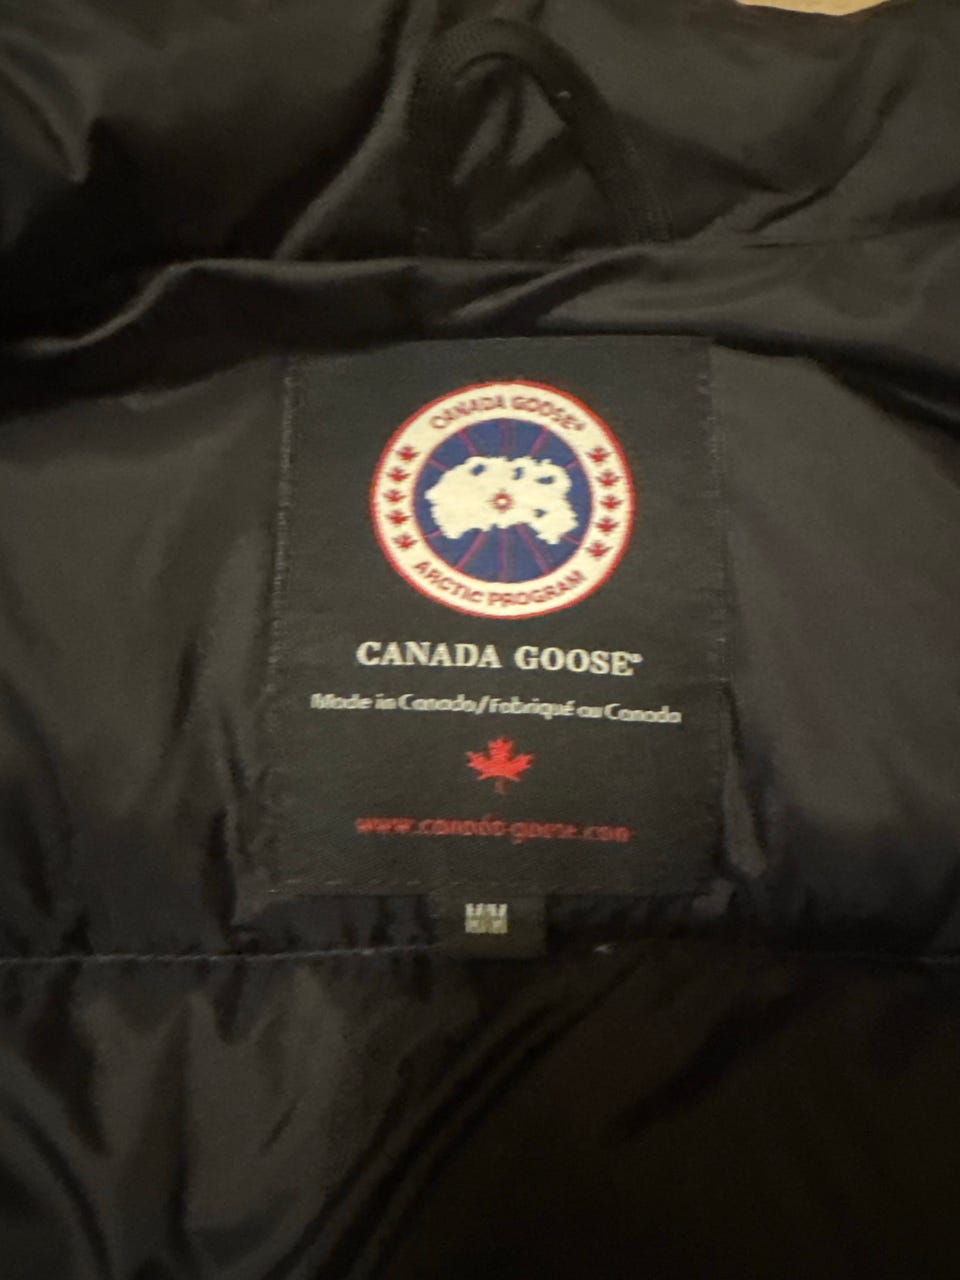 CANADA GOOSE®
ARCTIC PROGRAM
CANADA GOOSE®
Made in Canada/Fabriqué au Canada
www.canada-goose.com